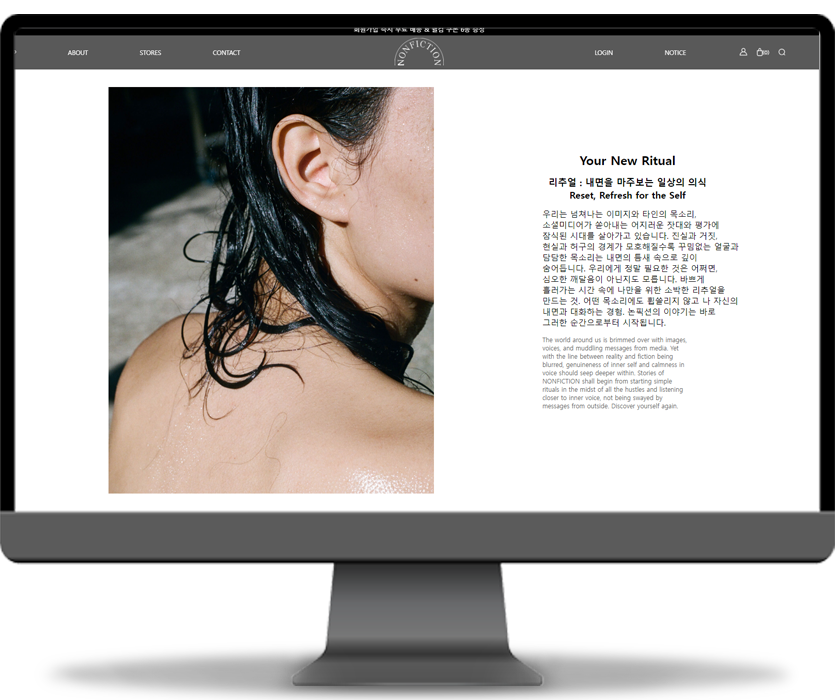 회원가입 즉시 무료 배송 & 웰컴 쿠폰 6종 증정
ABOUT
STORES
CONTACT
NONFICTION
LOGIN
NOTICE
Your New Ritual
리추얼 : 내면을 마주보는 일상의 의식
Reset, Refresh for the Self
우리는 넘쳐나는 이미지와 타인의 목소리,
소셜미디어가 쏟아내는 어지러운 잣대와 평가에
잠식된 시대를 살아가고 있습니다. 진실과 거짓,
현실과 허구의 경계가 모호해질수록 꾸밈없는 얼굴과
담담한 목소리는 내면의 틈새 속으로 깊이
숨어듭니다. 우리에게 정말 필요한 것은 어쩌면,
심오한 깨달음이 아닌지도 모릅니다. 바쁘게
흘러가는 시간 속에 나만을 위한 소박한 리추얼을
만드는 것. 어떤 목소리에도 휩쓸리지 않고 나 자신의
내면과 대화하는 경험. 논픽션의 이야기는 바로
그러한 순간으로부터 시작됩니다.
The world around us is brimmed over with images,
voices, and muddling messages from media. Yet
with the line between reality and fiction being
blurred, genuineness of inner self and calmness in
voice should seep deeper within. Stories of
NONFICTION shall begin from starting simple
rituals in the midst of all the hustles and listening
closer to inner voice, not being swayed by
messages from outside. Discover yourself again.